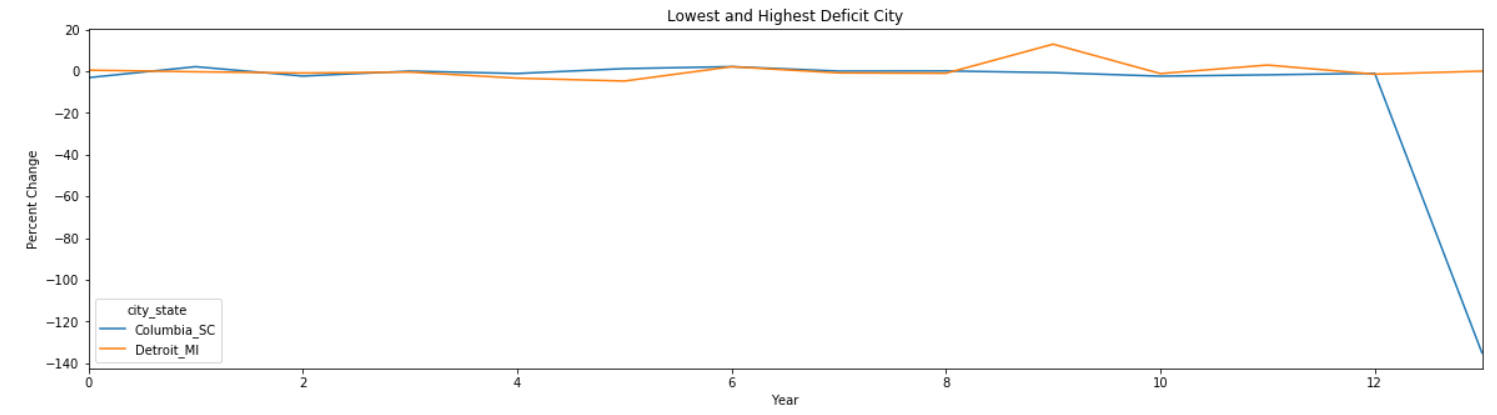 Lowest and Highest Deficit City
20
0
−20
−40
−60
−80
−100
−120
−140
Percent Change
city_state
Columbia_SC
Detroit_MI
0 2 4 6 8 10 12
Year